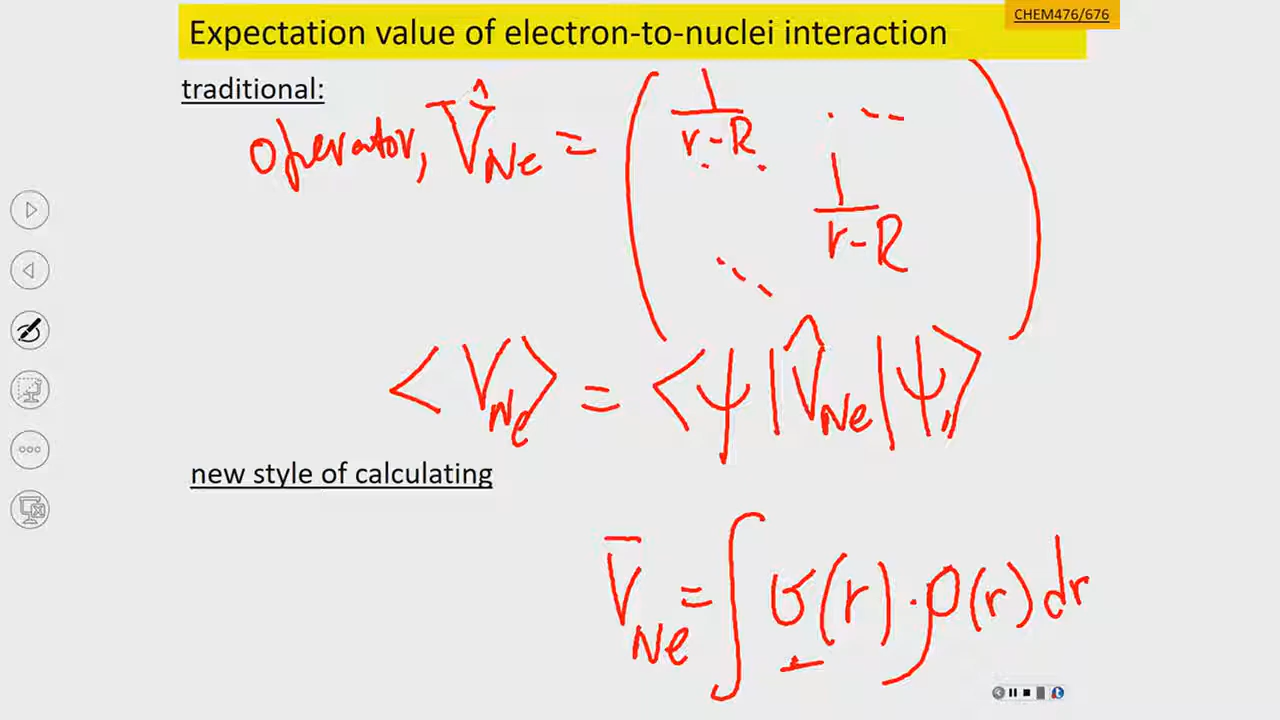 CHEM476/676
Expectation value of electron-to-nuclei interaction
traditional:
operator, V̂Ne = ( 1/(r-R) . --
1/(r-R)
... )
<VNe> = <ψ|V̂Ne|ψ>
new style of calculating
V̄Ne = ∫ v(r)·ρ(r) dr